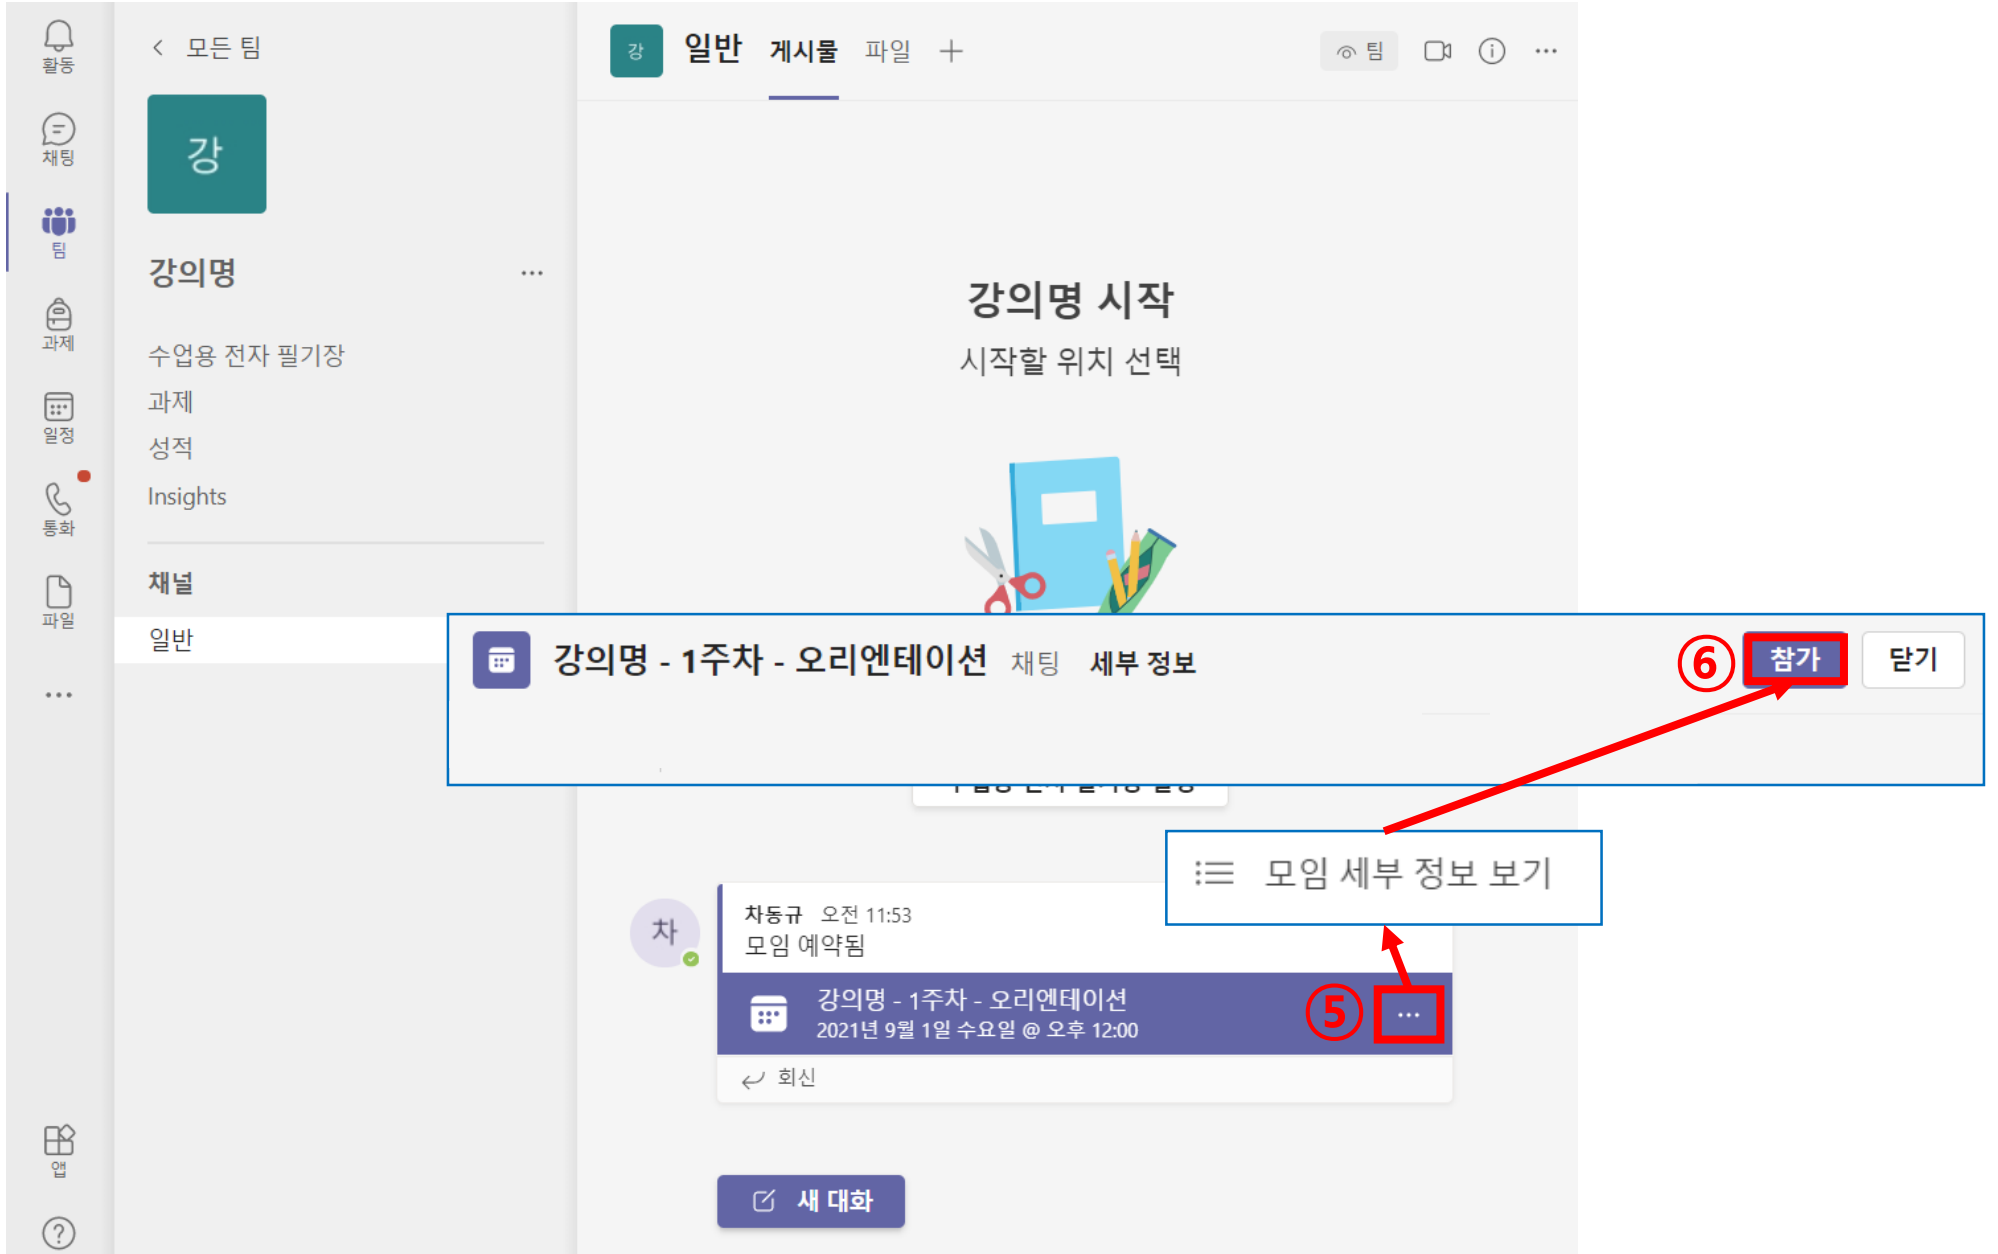 활동
채팅
팀
과제
일정
통화
파일
앱
모든 팀
강
강의명
수업용 전자 필기장
과제
성적
Insights
채널
일반
강 일반 게시물 파일
팀
강의명 시작
시작할 위치 선택
강의명 - 1주차 - 오리엔테이션 채팅 세부 정보
⑥ 참가 닫기
모임 세부 정보 보기
차 차동규 오전 11:53
모임 예약됨
강의명 - 1주차 - 오리엔테이션
2021년 9월 1일 수요일 @ 오후 12:00
⑤ ...
회신
새 대화